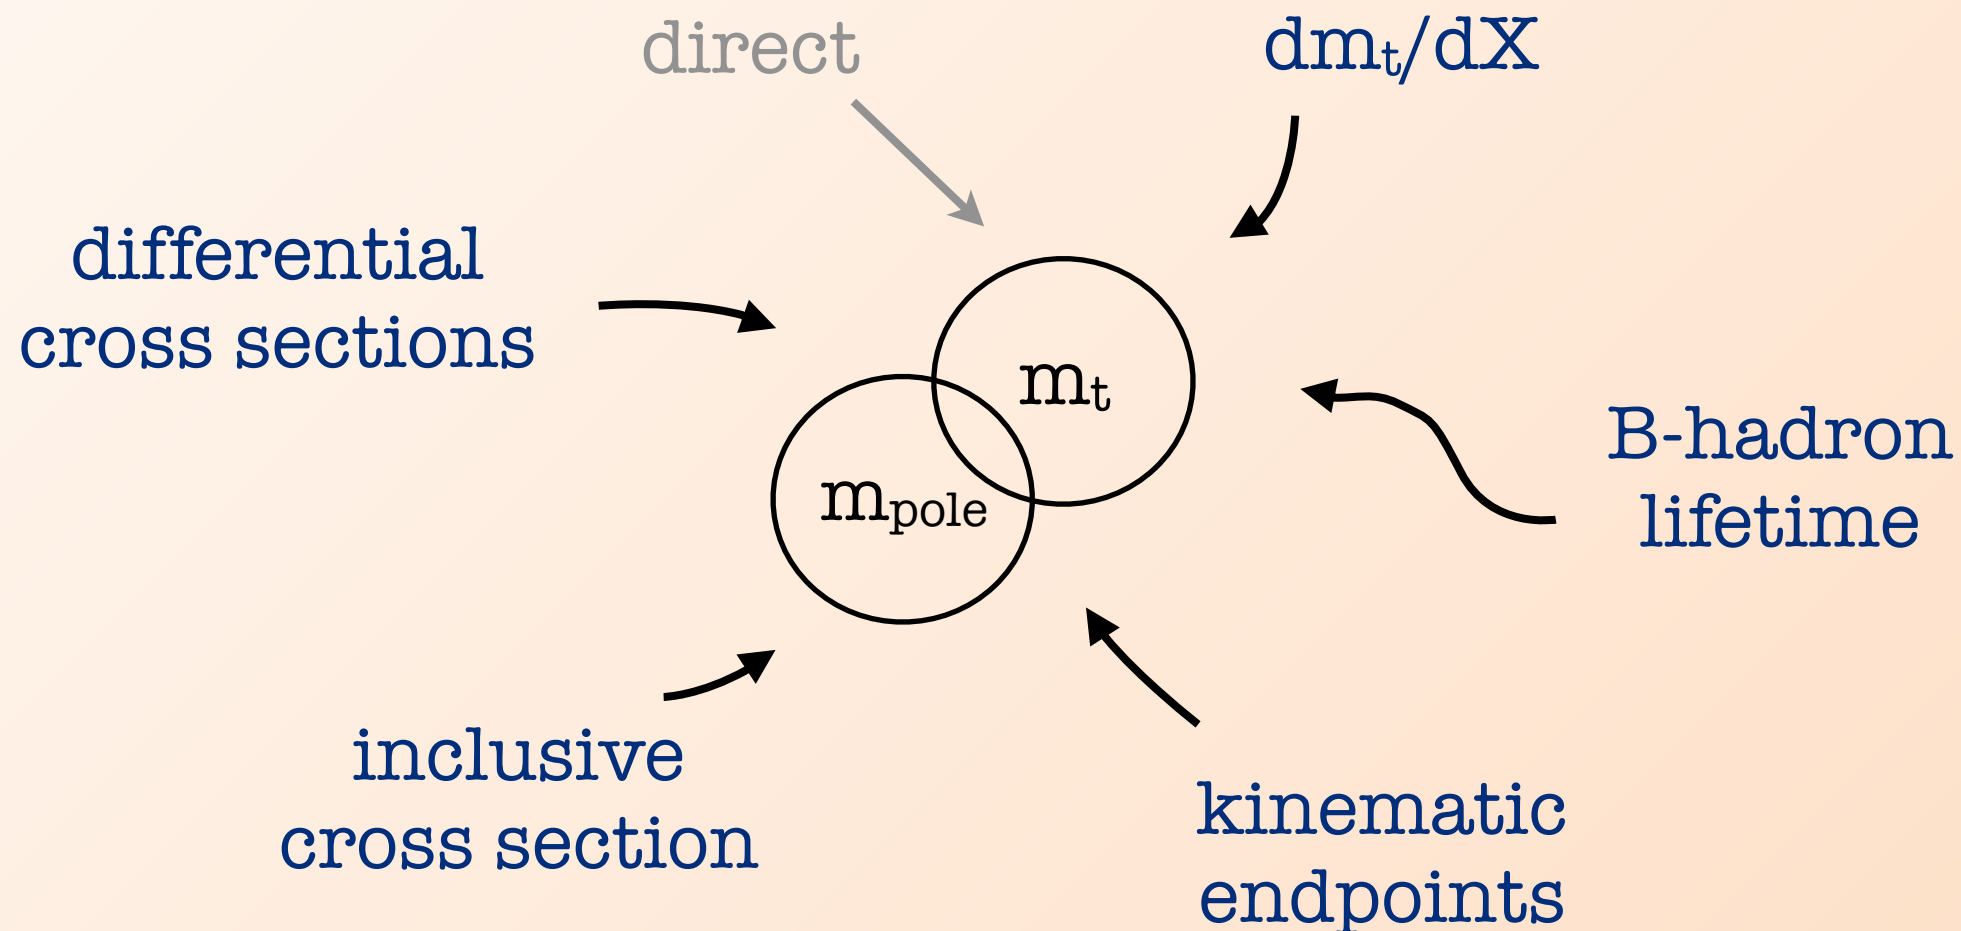 direct
dmt/dX
differential
cross sections
mt
mpole
B-hadron
lifetime
inclusive
cross section
kinematic
endpoints